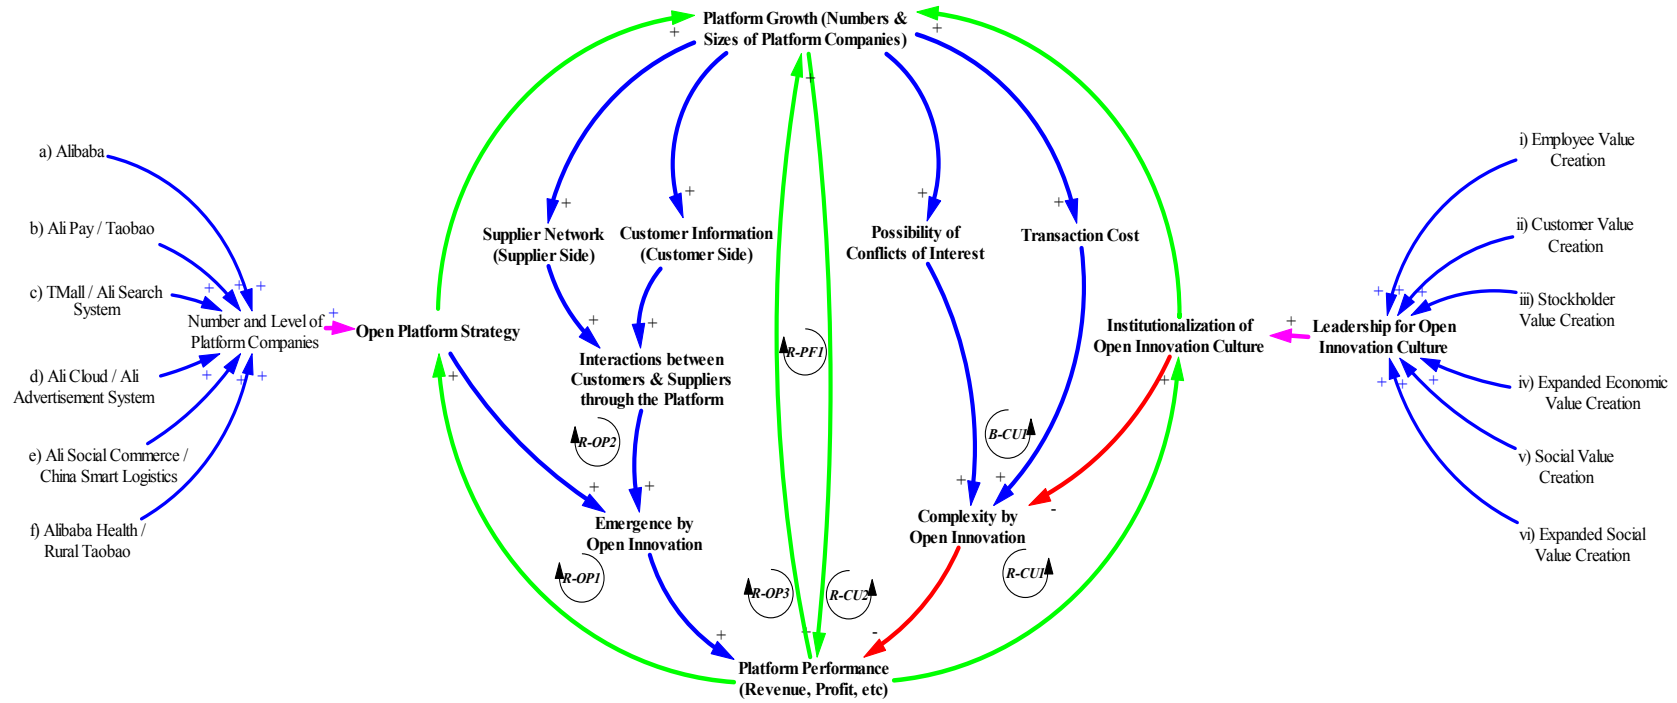 Platform Growth (Numbers &
Sizes of Platform Companies)
+
+
+
a) Alibaba
b) Ali Pay / Taobao
c) TMall / Ali Search
System
Number and Level of
Platform Companies
d) Ali Cloud / Ali
Advertisement System
e) Ali Social Commerce /
China Smart Logistics
f) Alibaba Health /
Rural Taobao
+
+
+
+
+
+
+
Open Platform Strategy
+
Supplier Network
(Supplier Side)
+
Customer Information
(Customer Side)
+
Possibility of
Conflicts of Interest
+
Transaction Cost
+
+
+
Interactions between
Customers & Suppliers
through the Platform
R-PF1
R-OP2
B-CU1
+
+
Emergence by
Open Innovation
+
+
-
Complexity by
Open Innovation
R-OP1
R-OP3
R-CU2
R-CU1
+
+
-
Platform Performance
(Revenue, Profit, etc)
Institutionalization of
Open Innovation Culture
+
+
Leadership for Open
Innovation Culture
+
+
+
+
+
+
i) Employee Value
Creation
ii) Customer Value
Creation
iii) Stockholder
Value Creation
iv) Expanded Economic
Value Creation
v) Social Value
Creation
vi) Expanded Social
Value Creation